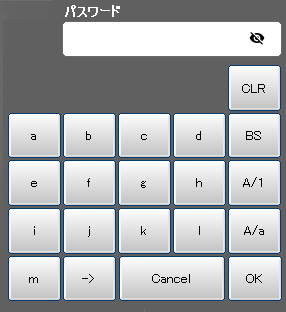 パスワード
CLR
a b c d BS
e f g h A/1
i j k l A/a
m -> Cancel OK